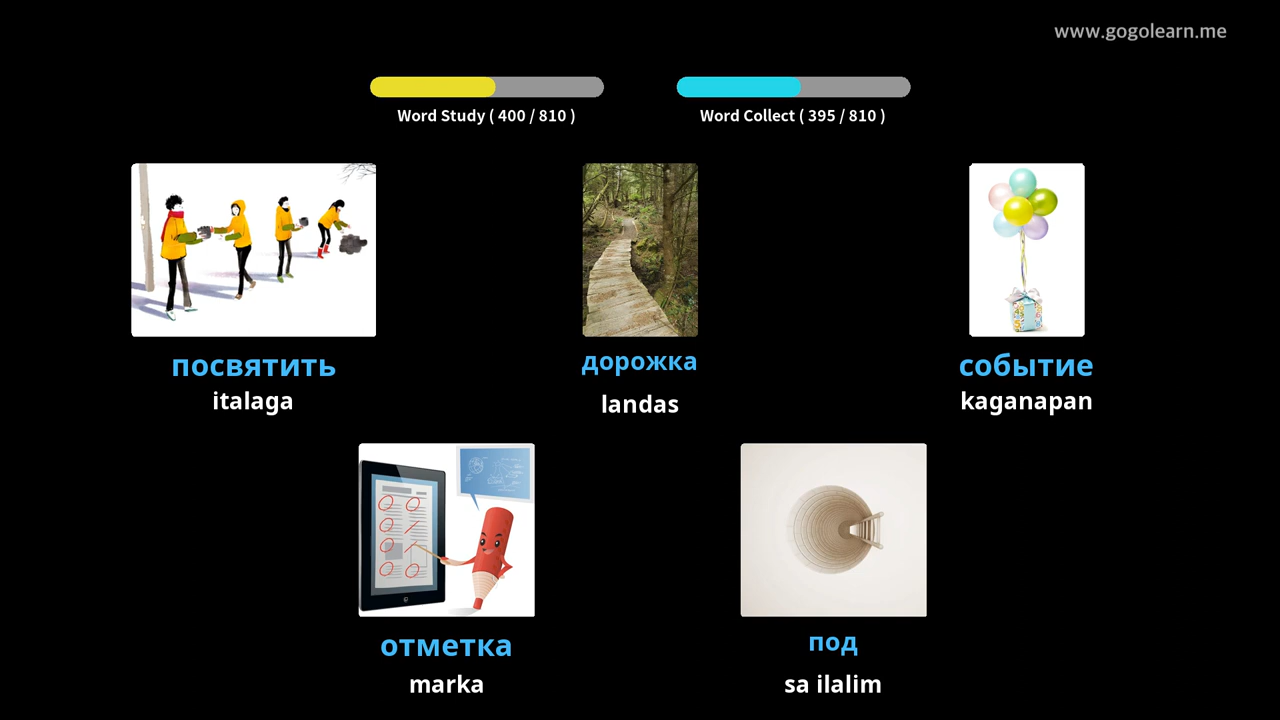 www.gogolearn.me
Word Study ( 400 / 810 )
Word Collect ( 395 / 810 )
посвятить
italaga
дорожка
landas
событие
kaganapan
отметка
marka
под
sa ilalim